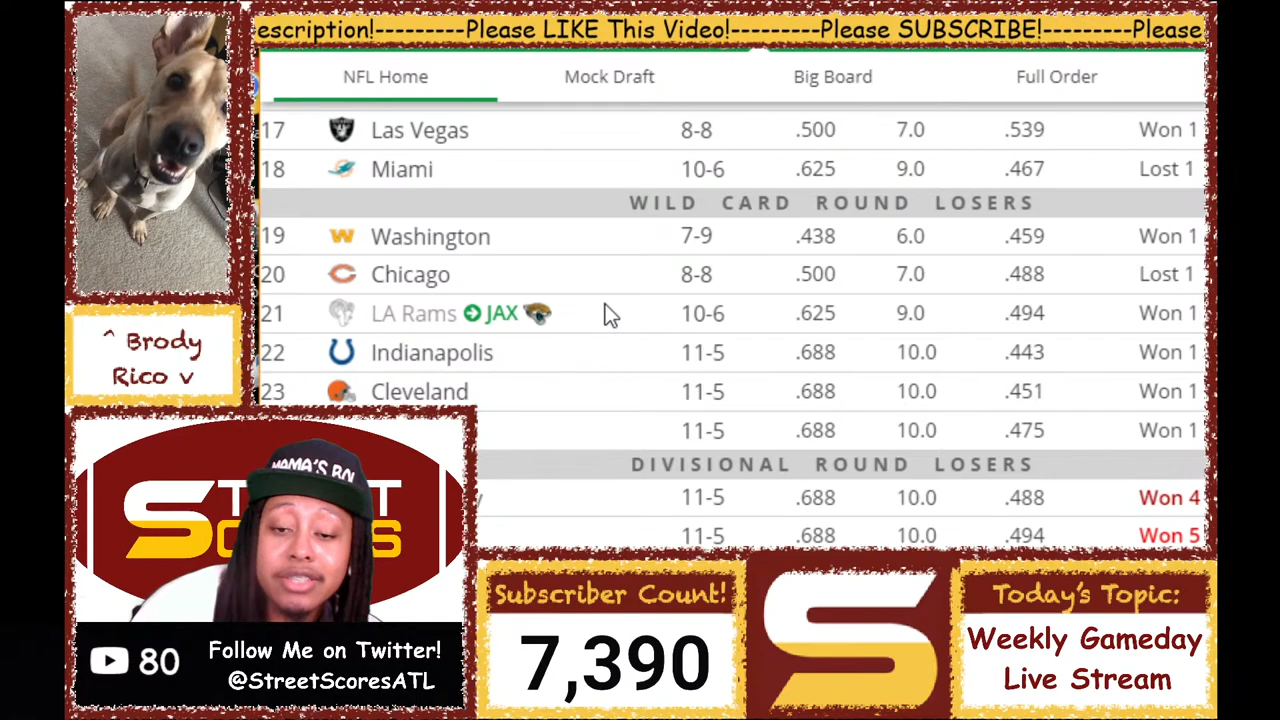 escription!---------Please LIKE This Video!---------Please SUBSCRIBE!---------Please
NFL Home Mock Draft Big Board Full Order
17 Las Vegas 8-8 .500 7.0 .539 Won 1
18 Miami 10-6 .625 9.0 .467 Lost 1
WILD CARD ROUND LOSERS
19 Washington 7-9 .438 6.0 .459 Won 1
20 Chicago 8-8 .500 7.0 .488 Lost 1
21 LA Rams JAX 10-6 .625 9.0 .494 Won 1
22 Indianapolis 11-5 .688 10.0 .443 Won 1
23 Cleveland 11-5 .688 10.0 .451 Won 1
11-5 .688 10.0 .475 Won 1
DIVISIONAL ROUND LOSERS
11-5 .688 10.0 .488 Won 4
11-5 .688 10.0 .494 Won 5
^ Brody
Rico v
MAMA'S BOY
80
Follow Me on Twitter!
@StreetScoresATL
Subscriber Count!
7,390
S
Today's Topic:
Weekly Gameday
Live Stream